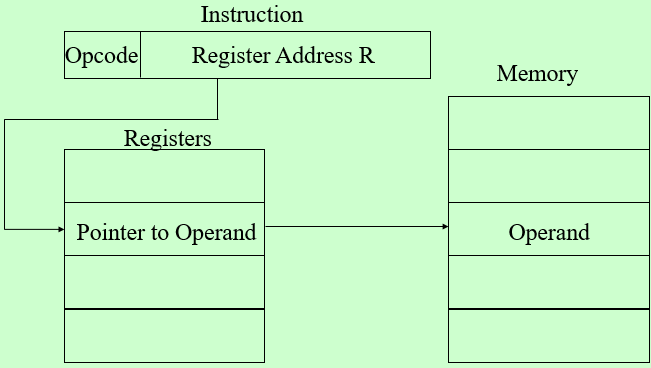 Instruction
Opcode
Register Address R
Memory
Registers
Pointer to Operand
Operand